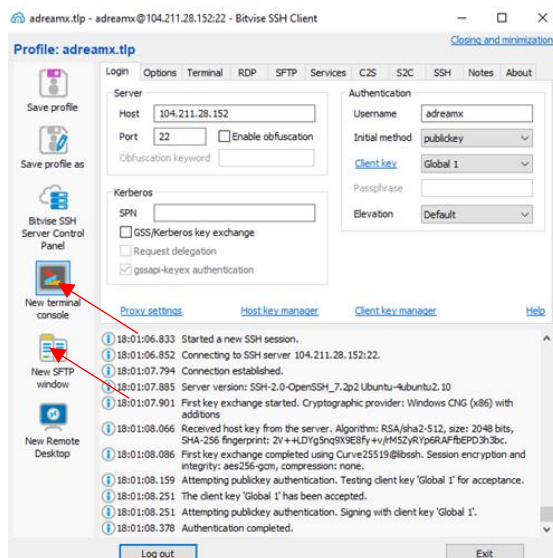 adreamx.tlp - adreamx@104.211.28.152:22 - Bitvise SSH Client
Profile: adreamx.tlp
Closing and minimization
Save profile
Save profile as
Bitvise SSH
Server Control
Panel
New terminal
console
New SFTP
window
New Remote
Desktop
Login Options Terminal RDP SFTP Services C2S S2C SSH Notes About
Server
Host 104.211.28.152
Port 22 Enable obfuscation
Obfuscation keyword
Kerberos
SPN
GSS/Kerberos key exchange
Request delegation
gssapi-keyex authentication
Authentication
Username adreamx
Initial method publickey
Client key Global 1
Passphrase
Elevation Default
Proxy settings Host key manager Client key manager Help
18:01:06.833 Started a new SSH session.
18:01:06.852 Connecting to SSH server 104.211.28.152:22.
18:01:07.794 Connection established.
18:01:07.885 Server version: SSH-2.0-OpenSSH_7.2p2 Ubuntu-4ubuntu2.10
18:01:07.901 First key exchange started. Cryptographic provider: Windows CNG (x86) with
additions
18:01:08.066 Received host key from the server. Algorithm: RSA/sha2-512, size: 2048 bits,
SHA-256 fingerprint: 2V++LDYgSnq9X9E8fy+v/rM5ZyRYp6RAFfbEPD3h3bc.
18:01:08.086 First key exchange completed using Curve25519@libssh. Session encryption and
integrity: aes256-gcm, compression: none.
18:01:08.159 Attempting publickey authentication. Testing client key 'Global 1' for acceptance.
18:01:08.251 The client key 'Global 1' has been accepted.
18:01:08.251 Attempting publickey authentication. Signing with client key 'Global 1'.
18:01:08.378 Authentication completed.
Log out Exit